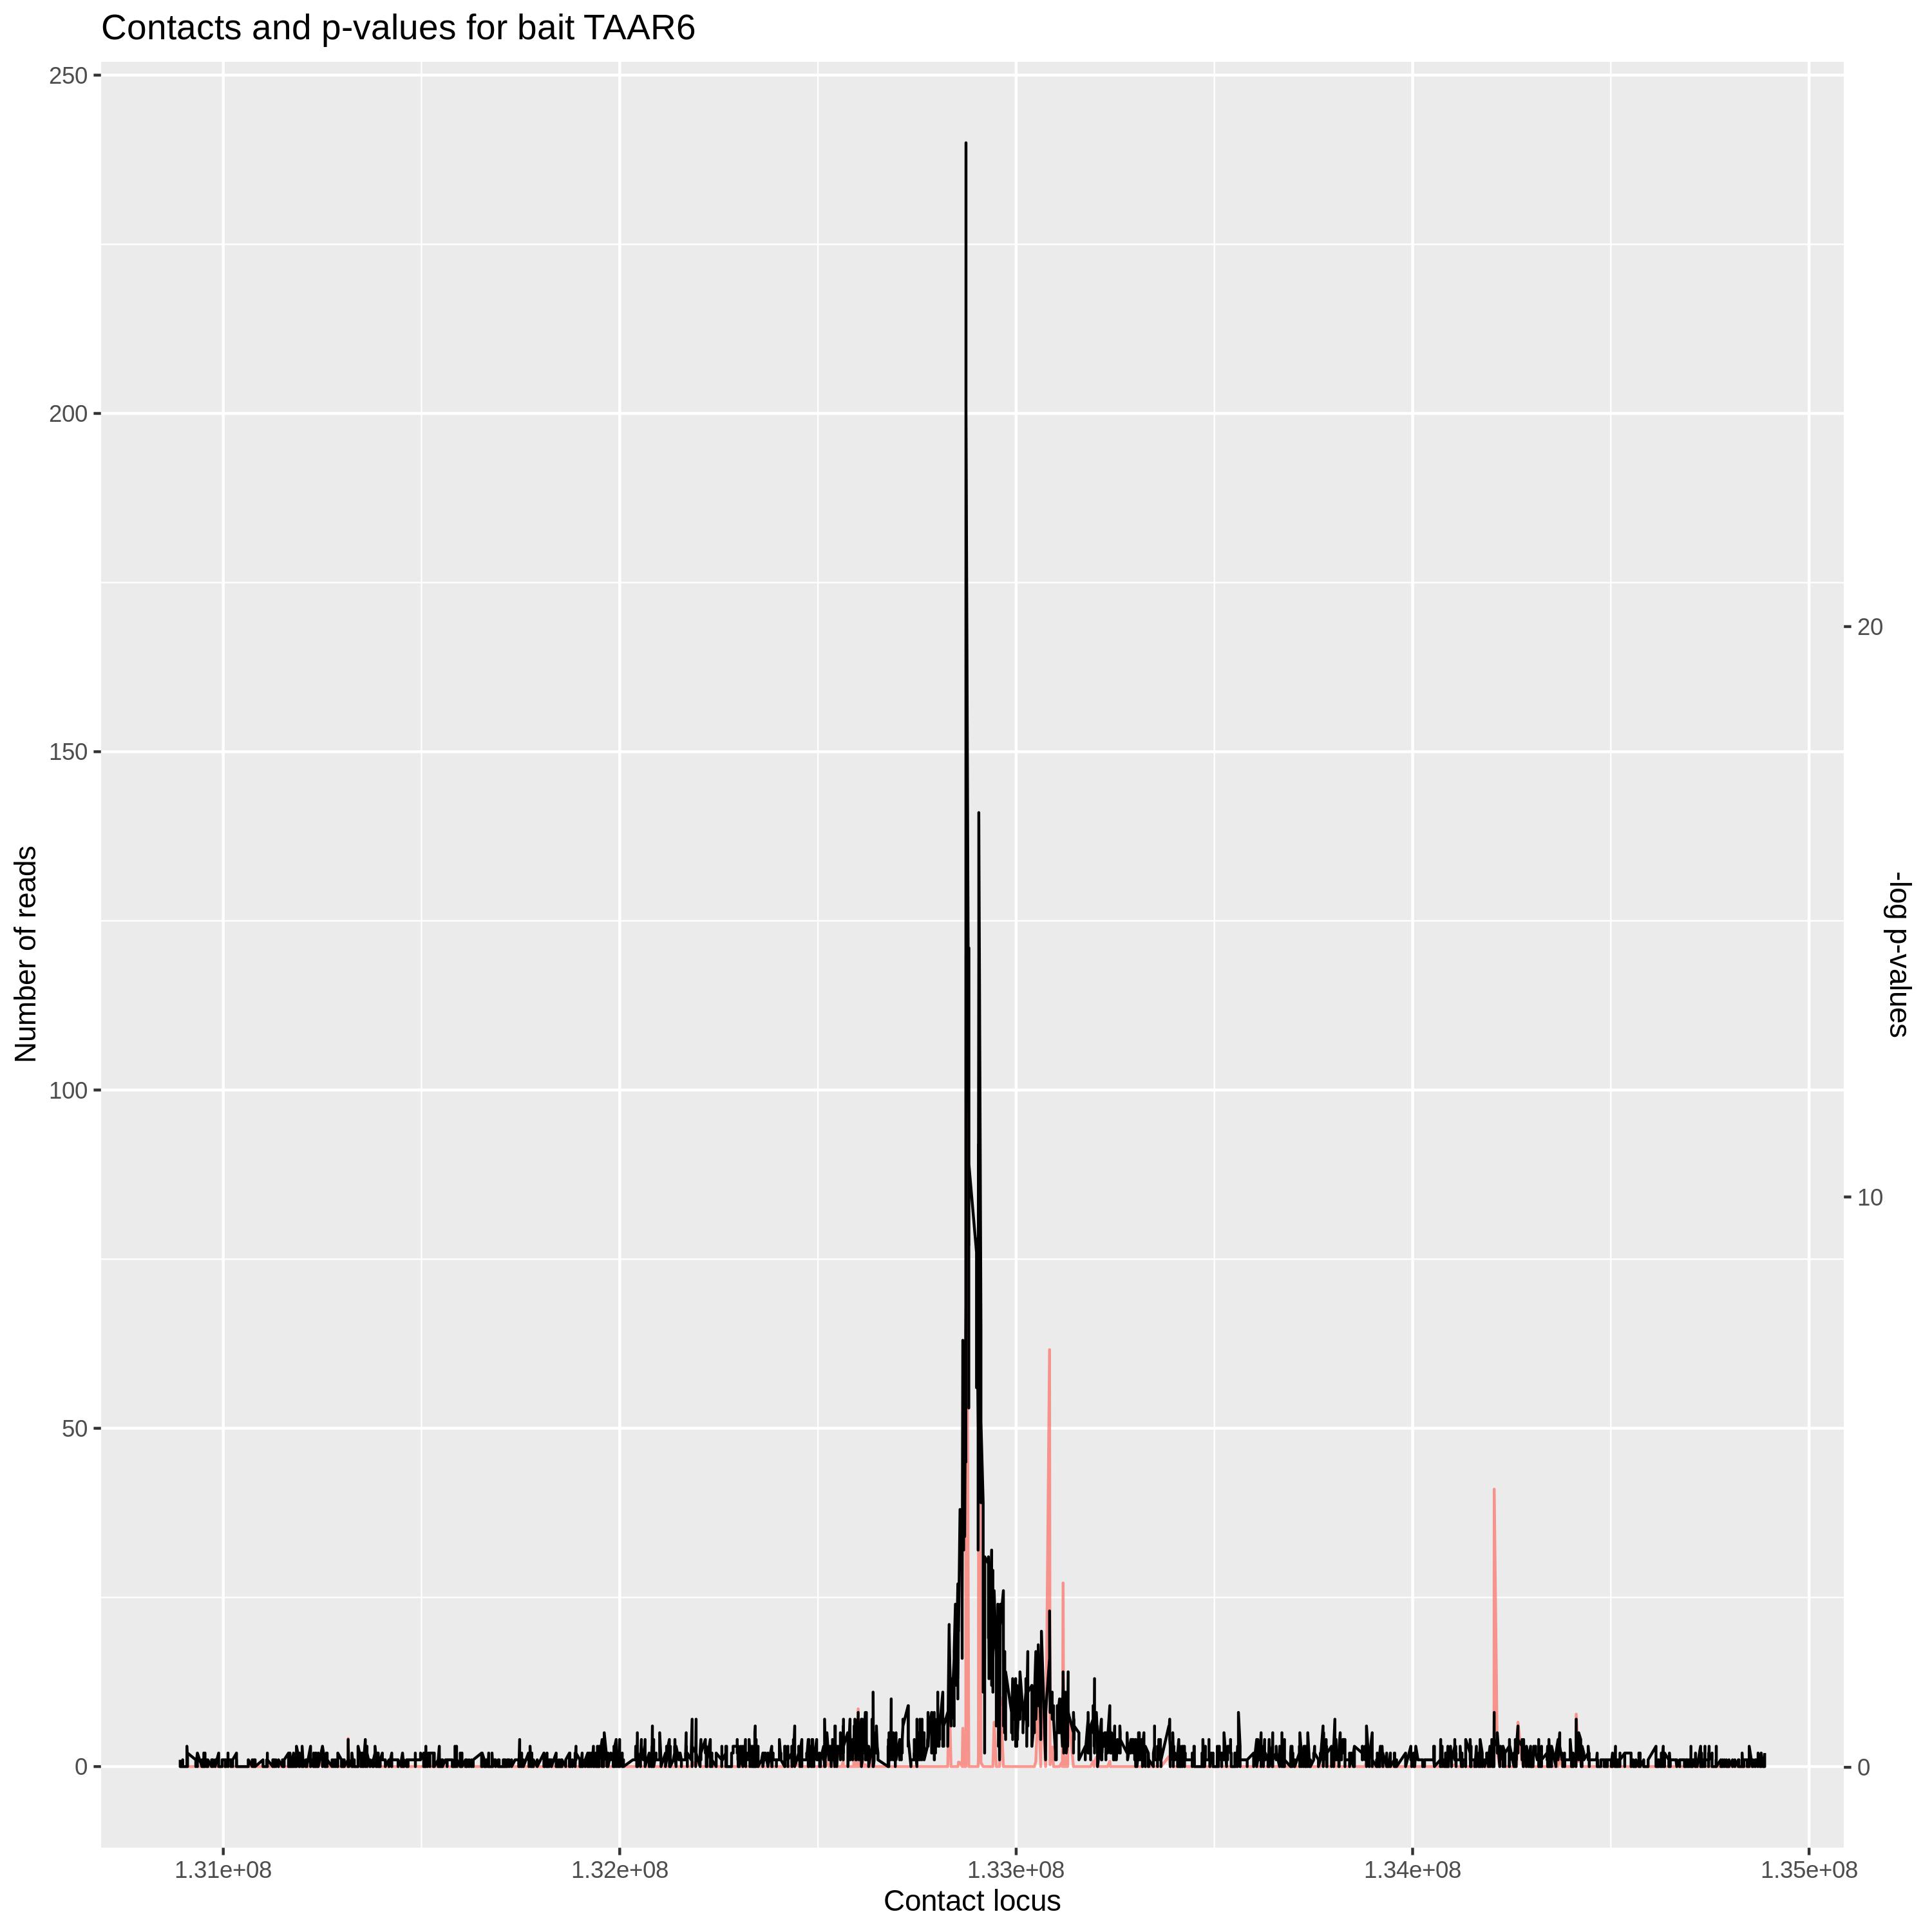 Contacts and p-values for bait TAAR6
250
200
150
100
50
0
Number of reads
20
10
0
-log p-values
1.31e+08
1.32e+08
1.33e+08
1.34e+08
1.35e+08
Contact locus